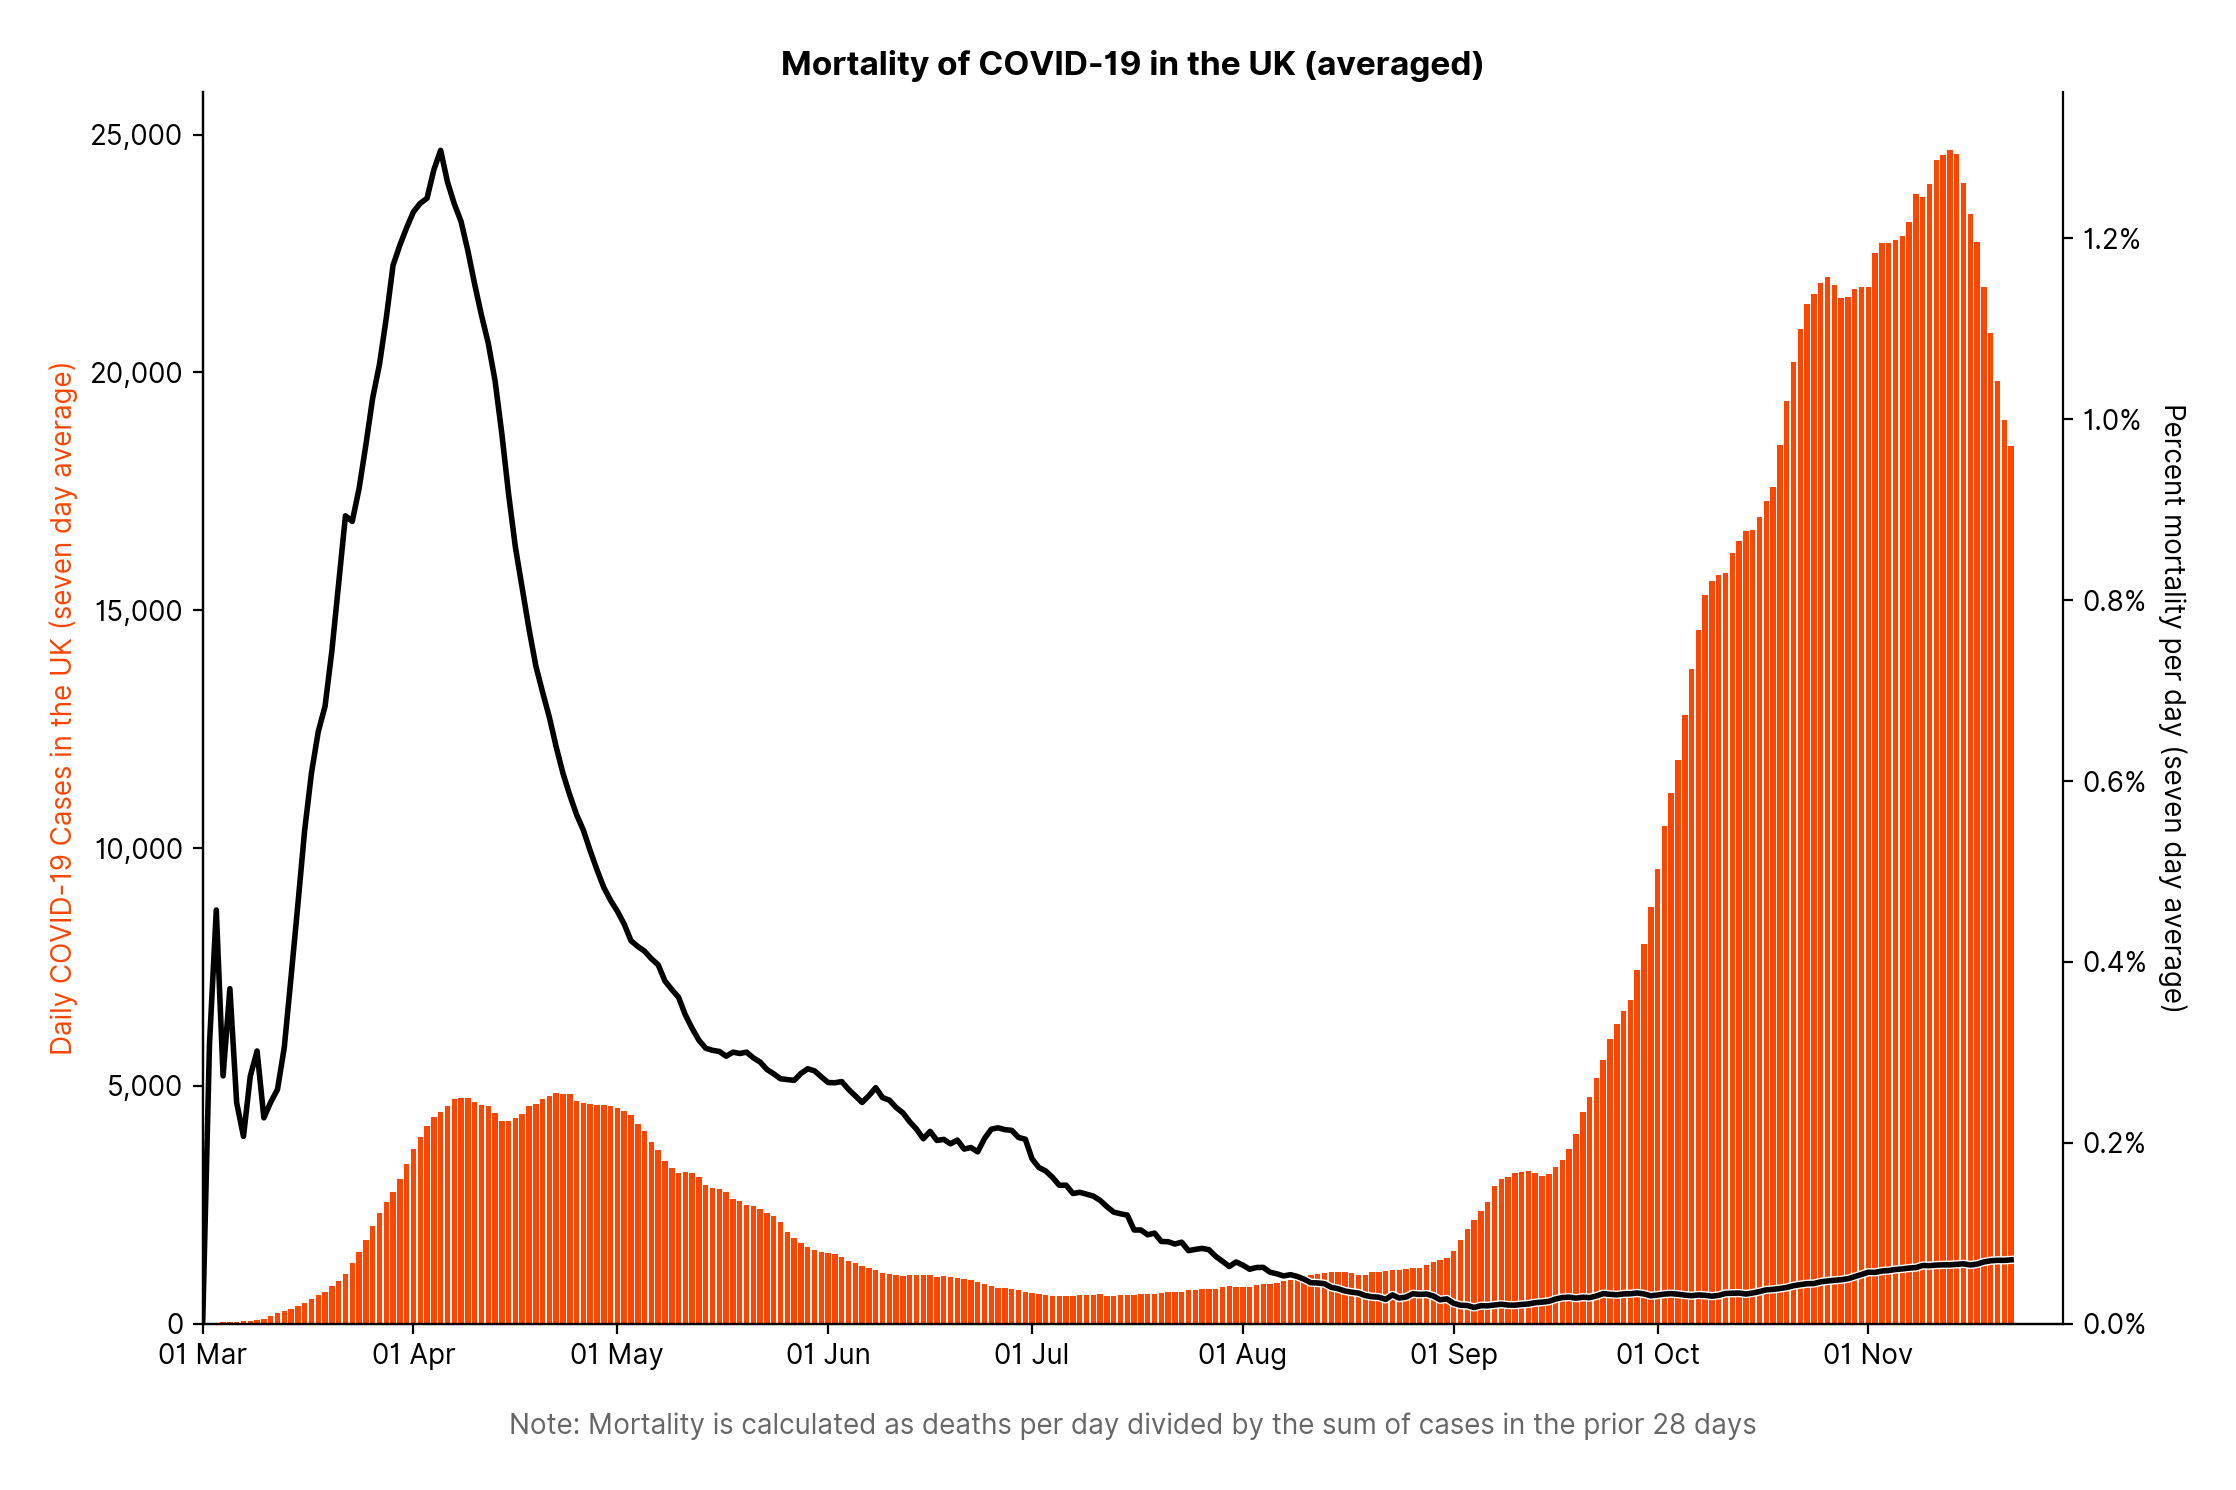 Mortality of COVID-19 in the UK (averaged)
Daily COVID-19 Cases in the UK (seven day average)
25,000
20,000
15,000
10,000
5,000
0
1.2%
1.0%
0.8%
0.6%
0.4%
0.2%
0.0%
Percent mortality per day (seven day average)
01 Mar
01 Apr
01 May
01 Jun
01 Jul
01 Aug
01 Sep
01 Oct
01 Nov
Note: Mortality is calculated as deaths per day divided by the sum of cases in the prior 28 days